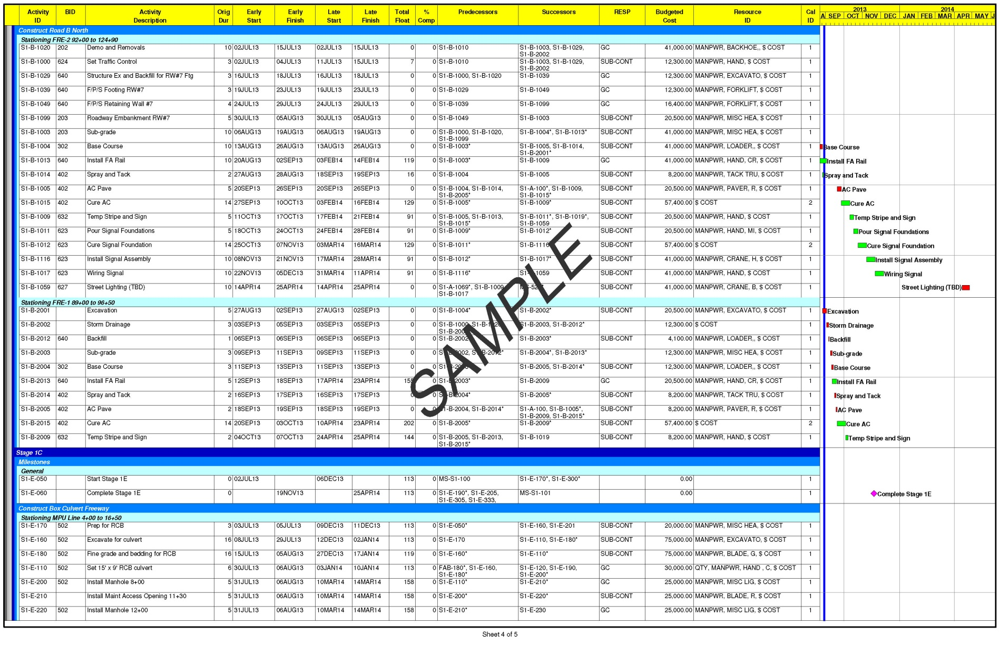 Activity ID BID Activity Description Orig Dur Early Start Early Finish Late Start Late Finish Total Float % Comp Predecessors Successors RESP Budgeted Cost Resource ID Cal ID 2013 2014
A SEP OCT NOV DEC JAN FEB MAR APR MAY J
Construct Road B North
Stationing FRE-2 92+00 to 124+90
S1-B-1020 202 Demo and Removals 10 02JUL13 15JUL13 02JUL13 15JUL13 0 0 S1-B-1010 S1-B-1003, S1-B-1029, S1-B-2002 GC 41,000.00 MANPWR, BACKHOE,, $ COST 1
S1-B-1000 624 Set Traffic Control 3 02JUL13 04JUL13 11JUL13 15JUL13 7 0 S1-B-1010 S1-B-1003, S1-B-1029, S1-B-2002 SUB-CONT 12,300.00 MANPWR, HAND, $ COST 1
S1-B-1029 640 Structure Ex and Backfill for RW#7 Ftg 3 16JUL13 18JUL13 16JUL13 18JUL13 0 0 S1-B-1000, S1-B-1020 S1-B-1039 GC 12,300.00 MANPWR, EXCAVATO, $ COST 1
S1-B-1039 640 F/P/S Footing RW#7 3 19JUL13 23JUL13 19JUL13 23JUL13 0 0 S1-B-1029 S1-B-1049 GC 12,300.00 MANPWR, FORKLIFT, $ COST 1
S1-B-1049 640 F/P/S Retaining Wall #7 4 24JUL13 29JUL13 24JUL13 29JUL13 0 0 S1-B-1039 S1-B-1099 GC 16,400.00 MANPWR, FORKLIFT, $ COST 1
S1-B-1099 203 Roadway Embankment RW#7 5 30JUL13 05AUG13 30JUL13 05AUG13 0 0 S1-B-1049 S1-B-1003 SUB-CONT 20,500.00 MANPWR, MISC HEA, $ COST 1
S1-B-1003 203 Sub-grade 10 06AUG13 19AUG13 06AUG13 19AUG13 0 0 S1-B-1000, S1-B-1020, S1-B-1099 S1-B-1004*, S1-B-1013* SUB-CONT 41,000.00 MANPWR, MISC HEA, $ COST 1
S1-B-1004 302 Base Course 10 13AUG13 26AUG13 13AUG13 26AUG13 0 0 S1-B-1003* S1-B-1005, S1-B-1014, S1-B-2001* SUB-CONT 41,000.00 MANPWR, LOADER,, $ COST 1 Base Course
S1-B-1013 640 Install FA Rail 10 20AUG13 02SEP13 03FEB14 14FEB14 119 0 S1-B-1003* S1-B-1009 GC 41,000.00 MANPWR, HAND, CR, $ COST 1 Install FA Rail
S1-B-1014 402 Spray and Tack 2 27AUG13 28AUG13 18SEP13 19SEP13 16 0 S1-B-1004 S1-B-1005 SUB-CONT 8,200.00 MANPWR, TACK TRU, $ COST 1 Spray and Tack
S1-B-1005 402 AC Pave 5 20SEP13 26SEP13 20SEP13 26SEP13 0 0 S1-B-1004, S1-B-1014, S1-B-2005* S1-A-100*, S1-B-1009, S1-B-1015* SUB-CONT 20,500.00 MANPWR, PAVER, R, $ COST 1 AC Pave
S1-B-1015 402 Cure AC 14 27SEP13 10OCT13 03FEB14 16FEB14 129 0 S1-B-1005* S1-B-1009* SUB-CONT 57,400.00 $ COST 2 Cure AC
S1-B-1009 632 Temp Stripe and Sign 5 11OCT13 17OCT13 17FEB14 21FEB14 91 0 S1-B-1005, S1-B-1013, S1-B-1015* S1-B-1011*, S1-B-1019*, S1-B-1059 SUB-CONT 20,500.00 MANPWR, HAND, $ COST 1 Temp Stripe and Sign
S1-B-1011 623 Pour Signal Foundations 5 18OCT13 24OCT13 24FEB14 28FEB14 91 0 S1-B-1009* S1-B-1012* SUB-CONT 20,500.00 MANPWR, HAND, MI, $ COST 1 Pour Signal Foundations
S1-B-1012 623 Cure Signal Foundation 14 25OCT13 07NOV13 03MAR14 16MAR14 129 0 S1-B-1011* S1-B-1116 SUB-CONT 57,400.00 $ COST 2 Cure Signal Foundation
S1-B-1116 623 Install Signal Assembly 10 08NOV13 21NOV13 17MAR14 28MAR14 91 0 S1-B-1012* S1-B-1017* SUB-CONT 41,000.00 MANPWR, CRANE, H, $ COST 1 Install Signal Assembly
S1-B-1017 623 Wiring Signal 10 22NOV13 05DEC13 31MAR14 11APR14 91 0 S1-B-1116* SUB-CONT 41,000.00 MANPWR, HAND, $ COST 1 Wiring Signal
S1-B-1059 627 Street Lighting (TBD) 10 14APR14 25APR14 14APR14 25APR14 0 0 S1-A-1069*, S1-B-1009 S1-B-1017 SUB-CONT 41,000.00 MANPWR, CRANE, B, $ COST 1 Street Lighting (TBD)
Stationing FRE-1 89+00 to 96+50
S1-B-2001 Excavation 5 27AUG13 02SEP13 27AUG13 02SEP13 0 0 S1-B-1004* S1-B-2002* SUB-CONT 20,500.00 MANPWR, EXCAVATO, $ COST 1 Excavation
S1-B-2002 Storm Drainage 3 03SEP13 05SEP13 03SEP13 05SEP13 0 0 S1-B-2003, S1-B-2012* 12,300.00 $ COST 1 Storm Drainage
S1-B-2012 640 Backfill 1 06SEP13 06SEP13 06SEP13 06SEP13 0 0 S1-B-2002 S1-B-2003* SUB-CONT 4,100.00 MANPWR, LOADER,, $ COST 1 Backfill
S1-B-2003 Sub-grade 3 09SEP13 11SEP13 09SEP13 11SEP13 0 0 S1-B-2004*, S1-B-2013* 12,300.00 MANPWR, MISC HEA, $ COST 1 Sub-grade
S1-B-2004 302 Base Course 3 11SEP13 13SEP13 11SEP13 13SEP13 0 0 S1-B-2005, S1-B-2014* SUB-CONT 12,300.00 MANPWR, LOADER,, $ COST 1 Base Course
S1-B-2013 640 Install FA Rail 5 12SEP13 18SEP13 17APR14 23APR14 155 0 S1-B-2003* S1-B-2009 GC 20,500.00 MANPWR, HAND, CR, $ COST 1 Install FA Rail
S1-B-2014 402 Spray and Tack 2 16SEP13 17SEP13 16SEP13 17SEP13 0 0 S1-B-2004* S1-B-2005* SUB-CONT 8,200.00 MANPWR, TACK TRU, $ COST 1 Spray and Tack
S1-B-2005 402 AC Pave 2 18SEP13 19SEP13 18SEP13 19SEP13 0 0 S1-B-2004, S1-B-2014* S1-A-100, S1-B-1005*, S1-B-2009, S1-B-2015* SUB-CONT 8,200.00 MANPWR, PAVER, R, $ COST 1 AC Pave
S1-B-2015 402 Cure AC 14 20SEP13 03OCT13 10APR14 23APR14 202 0 S1-B-2005* S1-B-2009* SUB-CONT 57,400.00 $ COST 2 Cure AC
S1-B-2009 632 Temp Stripe and Sign 2 04OCT13 07OCT13 24APR14 25APR14 144 0 S1-B-2005, S1-B-2013, S1-B-2015* S1-B-1019 SUB-CONT 8,200.00 MANPWR, HAND, $ COST 1 Temp Stripe and Sign
SAMPLE
Stage 1C
Milestones
General
S1-E-050 Start Stage 1E 0 02JUL13 06DEC13 113 0 MS-S1-100 S1-E-170*, S1-E-300* 0.00 1
S1-E-060 Complete Stage 1E 0 19NOV13 25APR14 113 0 S1-E-190*, S1-E-205, S1-E-305, S1-E-333, MS-S1-101 0.00 1 Complete Stage 1E
Construct Box Culvert Freeway
Stationing MPU Line 4+00 to 16+50
S1-E-170 502 Prep for RCB 3 03JUL13 05JUL13 09DEC13 11DEC13 113 0 S1-E-050* S1-E-160, S1-E-201 SUB-CONT 20,000.00 MANPWR, MISC HEA, $ COST 1
S1-E-160 502 Excavate for culvert 16 08JUL13 29JUL13 12DEC13 02JAN14 113 0 S1-E-170 S1-E-110, S1-E-180* SUB-CONT 75,000.00 MANPWR, EXCAVATO, $ COST 1
S1-E-180 502 Fine grade and bedding for RCB 16 15JUL13 05AUG13 27DEC13 17JAN14 119 0 S1-E-160* S1-E-110* SUB-CONT 75,000.00 MANPWR, BLADE, G, $ COST 1
S1-E-110 502 Set 15' x 9' RCB culvert 6 30JUL13 06AUG13 03JAN14 10JAN14 113 0 FAB-180*, S1-E-160, S1-E-180* S1-E-120, S1-E-190, S1-E-200* GC 30,000.00 QTY, MANPWR, HAND , C, $ COST 1
S1-E-200 502 Install Manhole 8+00 5 31JUL13 06AUG13 10MAR14 14MAR14 158 0 S1-E-110* S1-E-210* GC 25,000.00 MANPWR, MISC LIG, $ COST 1
S1-E-210 Install Maint Access Opening 11+30 5 31JUL13 06AUG13 10MAR14 14MAR14 158 0 S1-E-200* S1-E-220* SUB-CONT 25,000.00 MANPWR, BLADE, R, $ COST 1
S1-E-220 502 Install Manhole 12+00 5 31JUL13 06AUG13 10MAR14 14MAR14 158 0 S1-E-210* S1-E-230 GC 25,000.00 MANPWR, MISC LIG, $ COST 1
Sheet 4 of 5